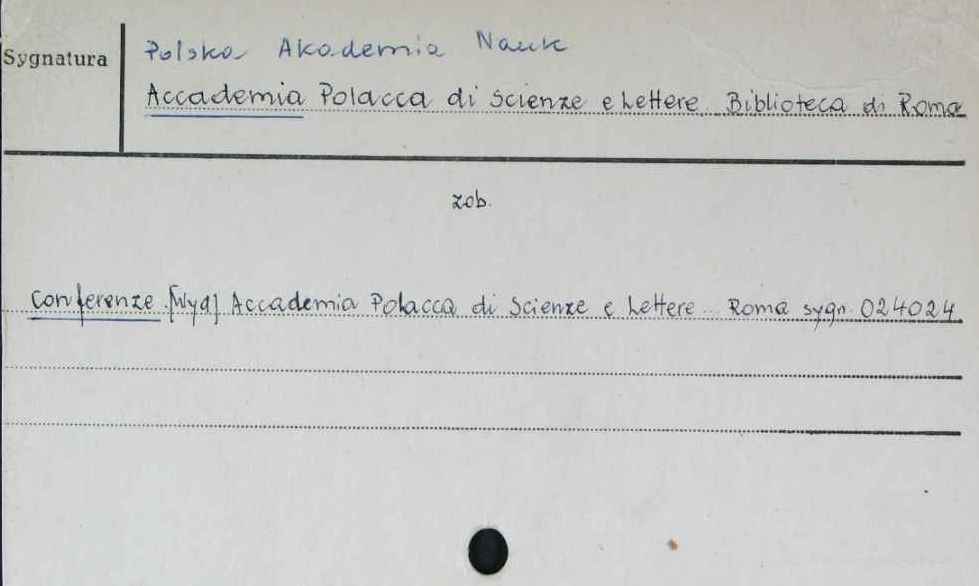 Sygnatura
Polska Akademia Nauk
Accademia Polacca di Scienze e Lettere. Biblioteca di Roma
zob.
Conferenze. [Wyd] Accademia Polacca di Scienze e Lettere. Roma sygn. 024024